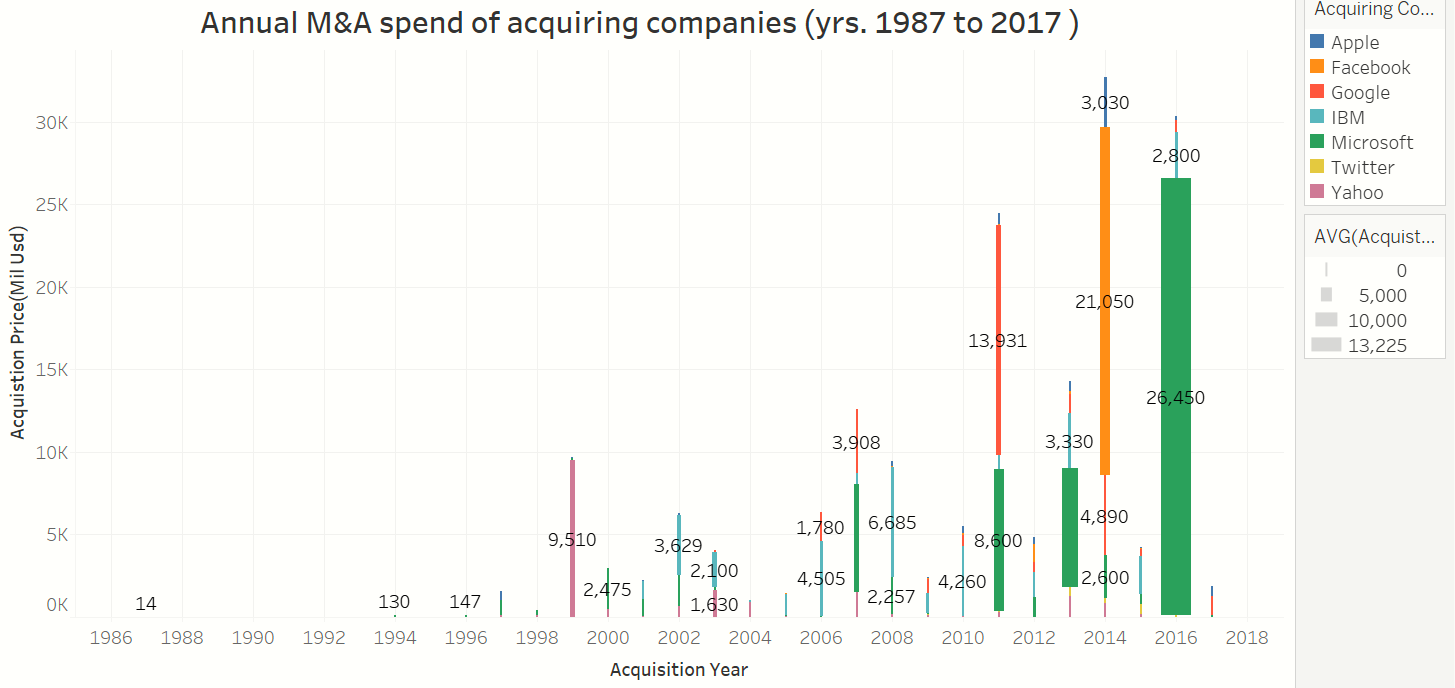 Annual M&A spend of acquiring companies (yrs. 1987 to 2017 )
Acquiring Co...
Apple
Facebook
Google
IBM
Microsoft
Twitter
Yahoo
AVG(Acquist...
0
5,000
10,000
13,225
Acquistion Price(Mil Usd)
30K
25K
20K
15K
10K
5K
0K
14
130
147
9,510
2,475
3,629
2,100
1,630
1,780
4,505
3,908
6,685
2,257
4,260
13,931
8,600
3,330
3,030
21,050
4,890
2,600
2,800
26,450
1986 1988 1990 1992 1994 1996 1998 2000 2002 2004 2006 2008 2010 2012 2014 2016 2018
Acquisition Year